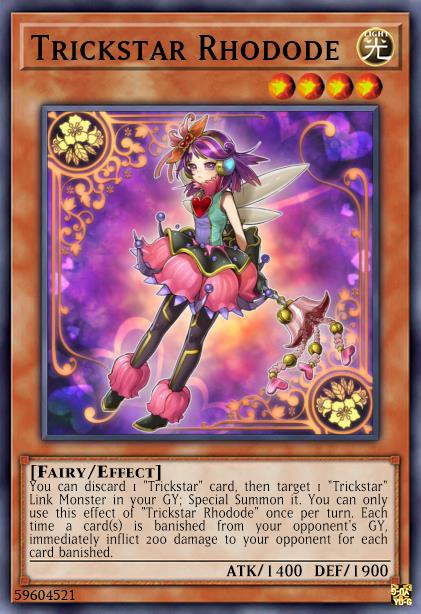 Trickstar Rhodode
LIGHT
光
[Fairy/Effect]
You can discard 1 "Trickstar" card, then target 1 "Trickstar"
Link Monster in your GY; Special Summon it. You can only
use this effect of "Trickstar Rhodode" once per turn. Each
time a card(s) is banished from your opponent's GY,
immediately inflict 200 damage to your opponent for each
card banished.
ATK/1400 DEF/1900
59604521